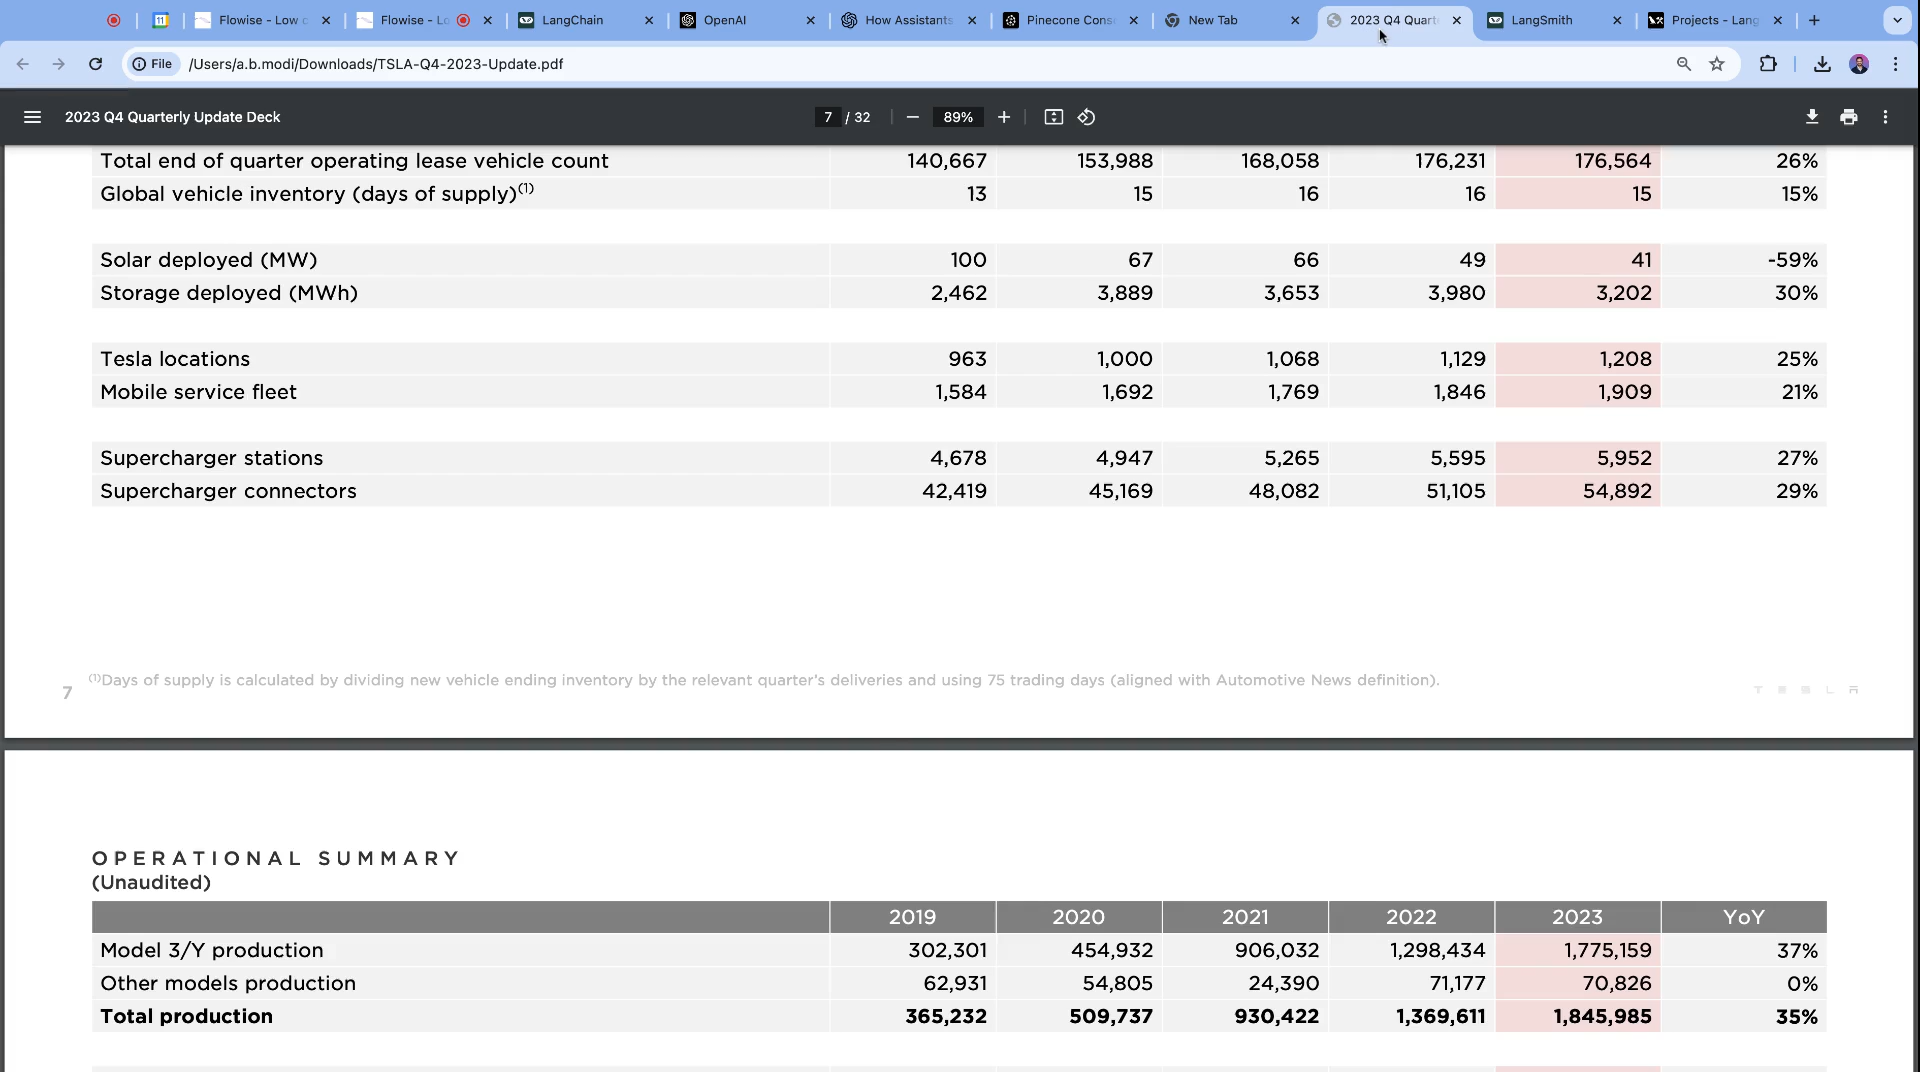 11
Flowise - Low c
Flowise - Lo
LangChain
OpenAI
How Assistants
Pinecone Cons
New Tab
2023 Q4 Quart
LangSmith
Projects - Lang
File /Users/a.b.modi/Downloads/TSLA-Q4-2023-Update.pdf
2023 Q4 Quarterly Update Deck 7 / 32 89%
Total end of quarter operating lease vehicle count 140,667 153,988 168,058 176,231 176,564 26%
Global vehicle inventory (days of supply)(1) 13 15 16 16 15 15%
Solar deployed (MW) 100 67 66 49 41 -59%
Storage deployed (MWh) 2,462 3,889 3,653 3,980 3,202 30%
Tesla locations 963 1,000 1,068 1,129 1,208 25%
Mobile service fleet 1,584 1,692 1,769 1,846 1,909 21%
Supercharger stations 4,678 4,947 5,265 5,595 5,952 27%
Supercharger connectors 42,419 45,169 48,082 51,105 54,892 29%
7 (1)Days of supply is calculated by dividing new vehicle ending inventory by the relevant quarter's deliveries and using 75 trading days (aligned with Automotive News definition).
TESLA
OPERATIONAL SUMMARY
(Unaudited)
2019 2020 2021 2022 2023 YoY
Model 3/Y production 302,301 454,932 906,032 1,298,434 1,775,159 37%
Other models production 62,931 54,805 24,390 71,177 70,826 0%
Total production 365,232 509,737 930,422 1,369,611 1,845,985 35%